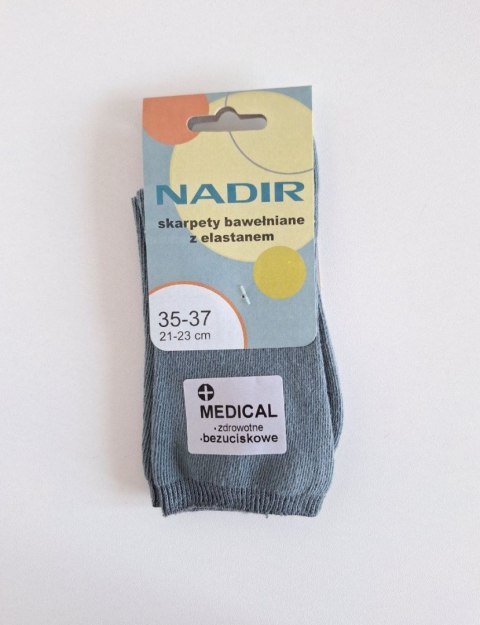 NADIR
skarpety bawełniane
z elastanem
35-37
21-23 cm
MEDICAL
•zdrowotne
•bezuciskowe